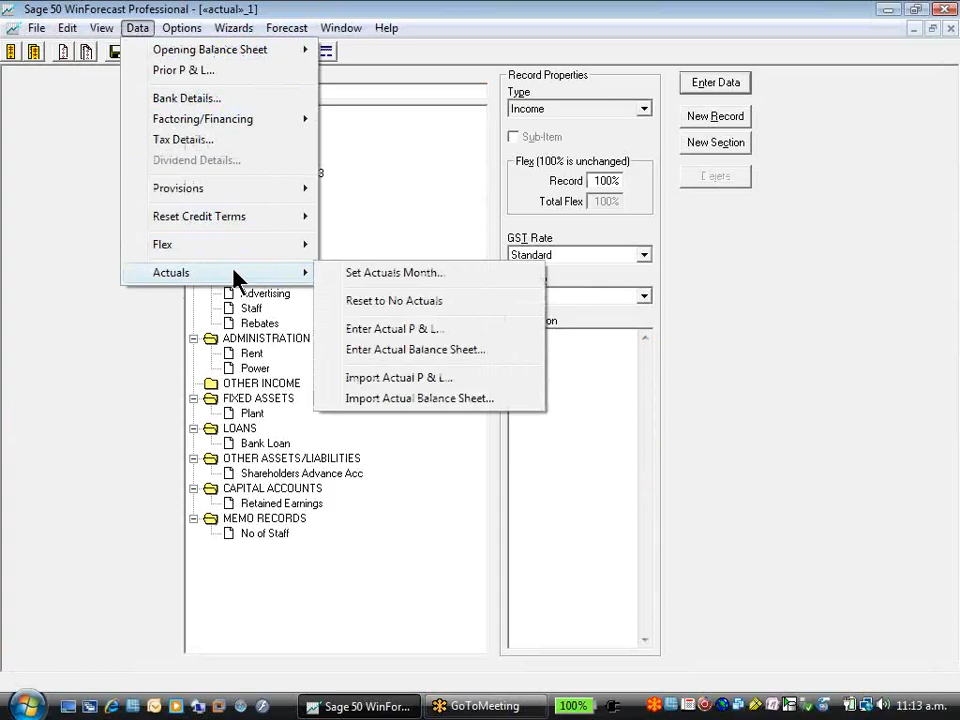 Sage 50 WinForecast Professional - [«actual»_1]
File Edit View Data Options Wizards Forecast Window Help
Opening Balance Sheet
Prior P & L...
Bank Details...
Factoring/Financing
Tax Details...
Dividend Details...
Provisions
Reset Credit Terms
Flex
Actuals
Set Actuals Month...
Reset to No Actuals
Enter Actual P & L...
Enter Actual Balance Sheet...
Import Actual P & L...
Import Actual Balance Sheet...
3
Advertising
Staff
Rebates
ADMINISTRATION
Rent
Power
OTHER INCOME
FIXED ASSETS
Plant
LOANS
Bank Loan
OTHER ASSETS/LIABILITIES
Shareholders Advance Acc
CAPITAL ACCOUNTS
Retained Earnings
MEMO RECORDS
No of Staff
Record Properties
Type
Income
Sub-Item
Flex (100% is unchanged)
Record 100%
Total Flex 100%
GST Rate
Standard
on
Enter Data
New Record
New Section
Delete
Sage 50 WinFor...
GoToMeeting
100%
11:13 a.m.